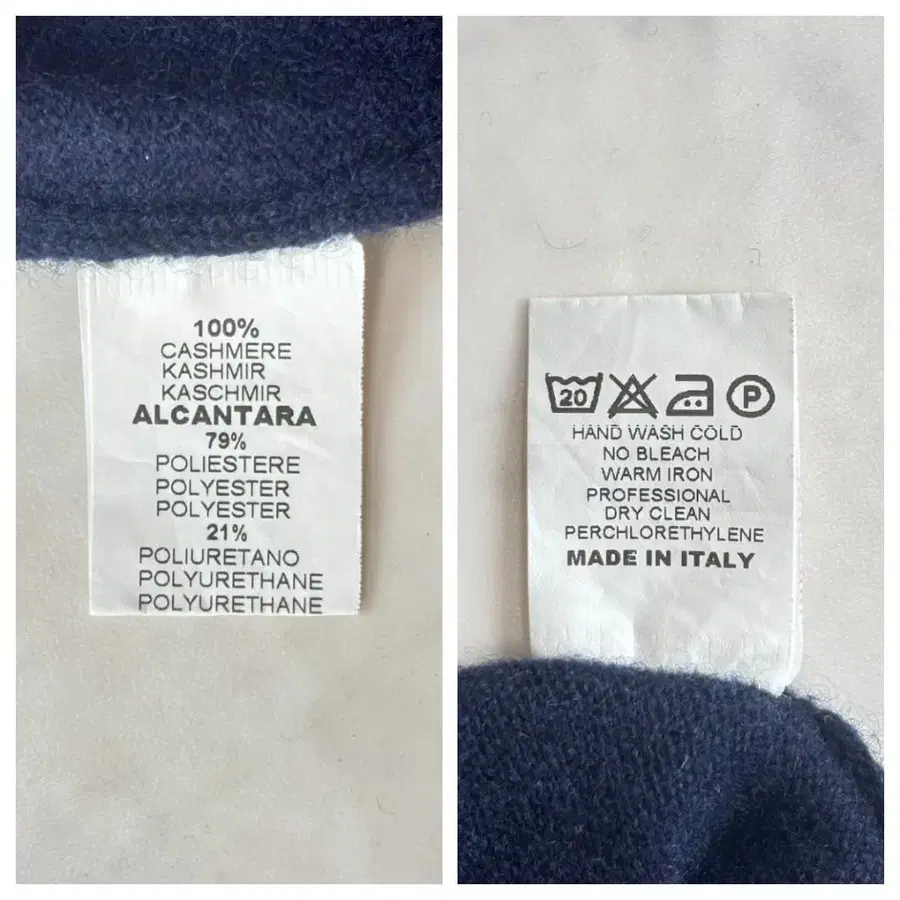 100%
CASHMERE
KASHMIR
KASCHMIR
ALCANTARA
79%
POLIESTERE
POLYESTER
POLYESTER
21%
POLIURETANO
POLYURETHANE
POLYURETHANE
20 P
HAND WASH COLD
NO BLEACH
WARM IRON
PROFESSIONAL
DRY CLEAN
PERCHLORETHYLENE
MADE IN ITALY